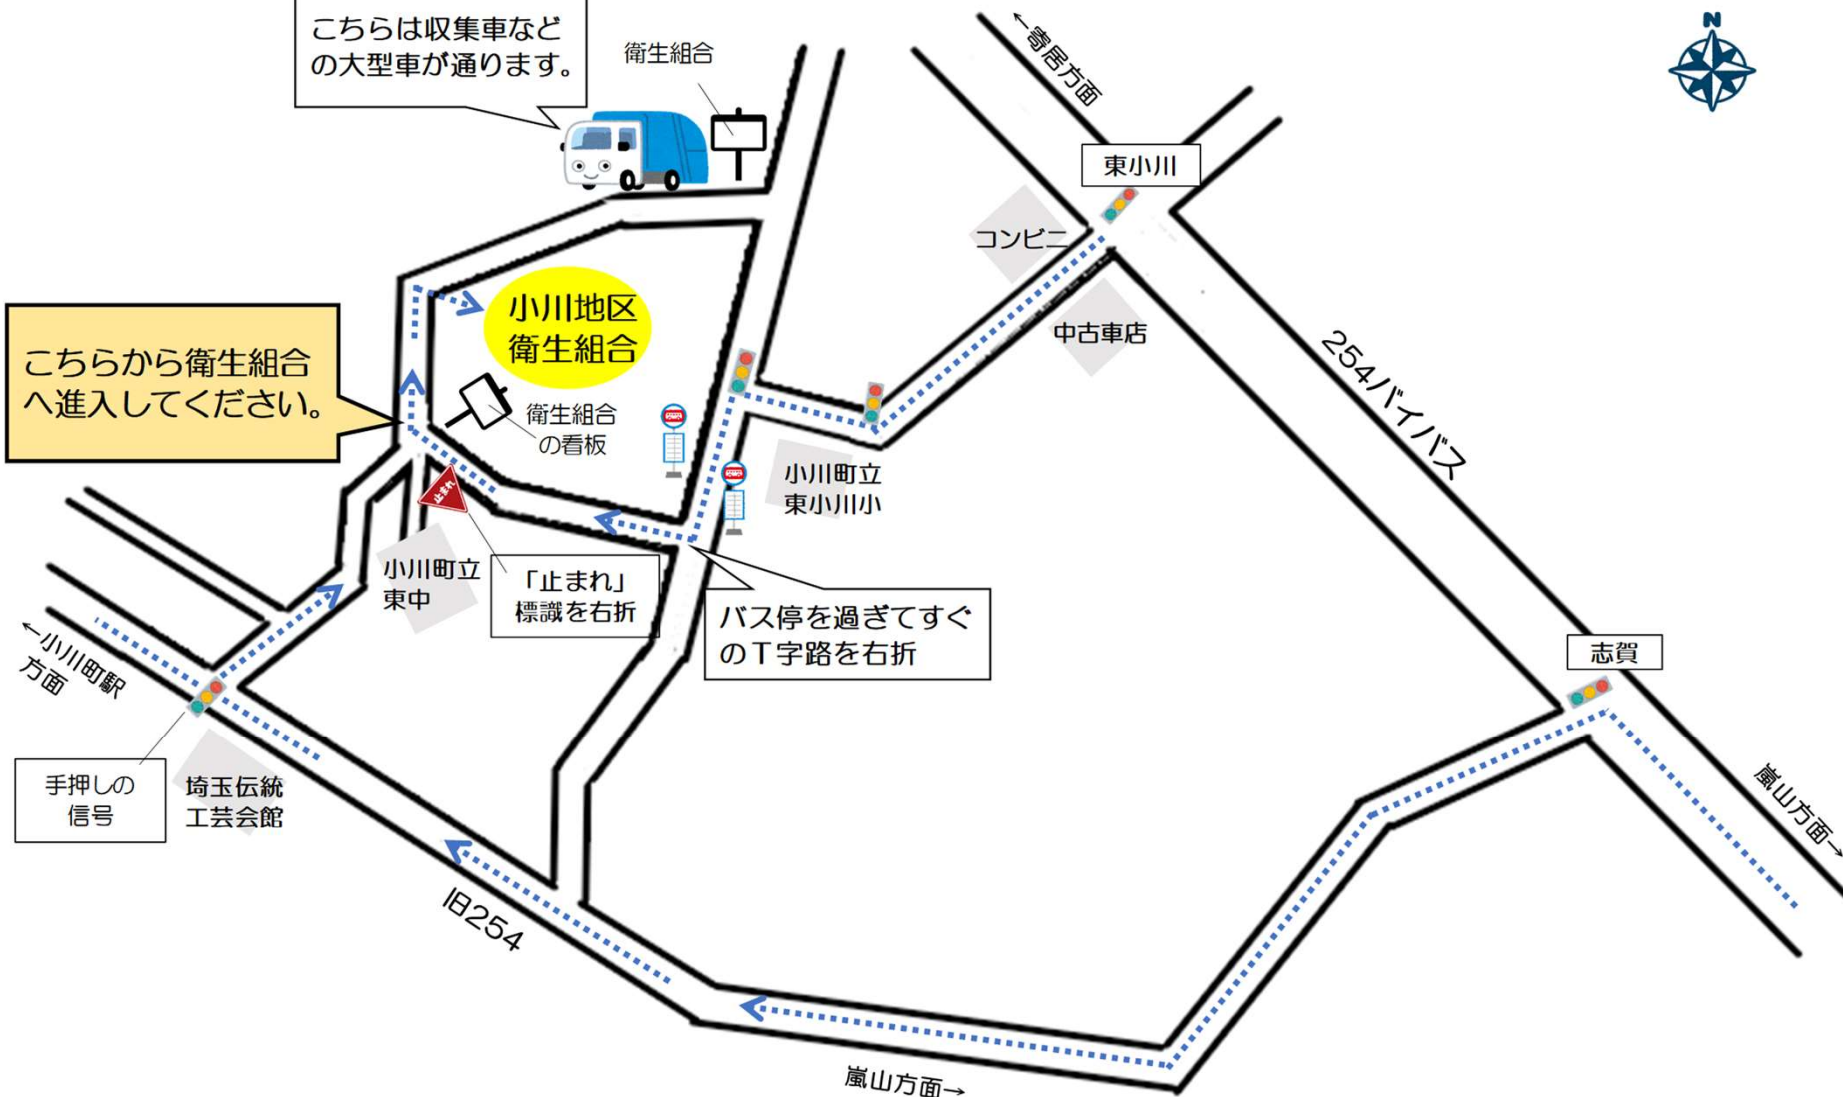 こちらは収集車など
の大型車が通ります。
衛生組合
←寄居方面
N
東小川
コンビニ
中古車店
254バイパス
小川地区
衛生組合
こちらから衛生組合
へ進入してください。
衛生組合
の看板
小川町立
東小川小
止まれ
小川町立
東中
「止まれ」
標識を右折
バス停を過ぎてすぐ
のT字路を右折
志賀
←小川町駅
方面
手押しの
信号
埼玉伝統
工芸会館
旧254
嵐山方面→
嵐山方面→